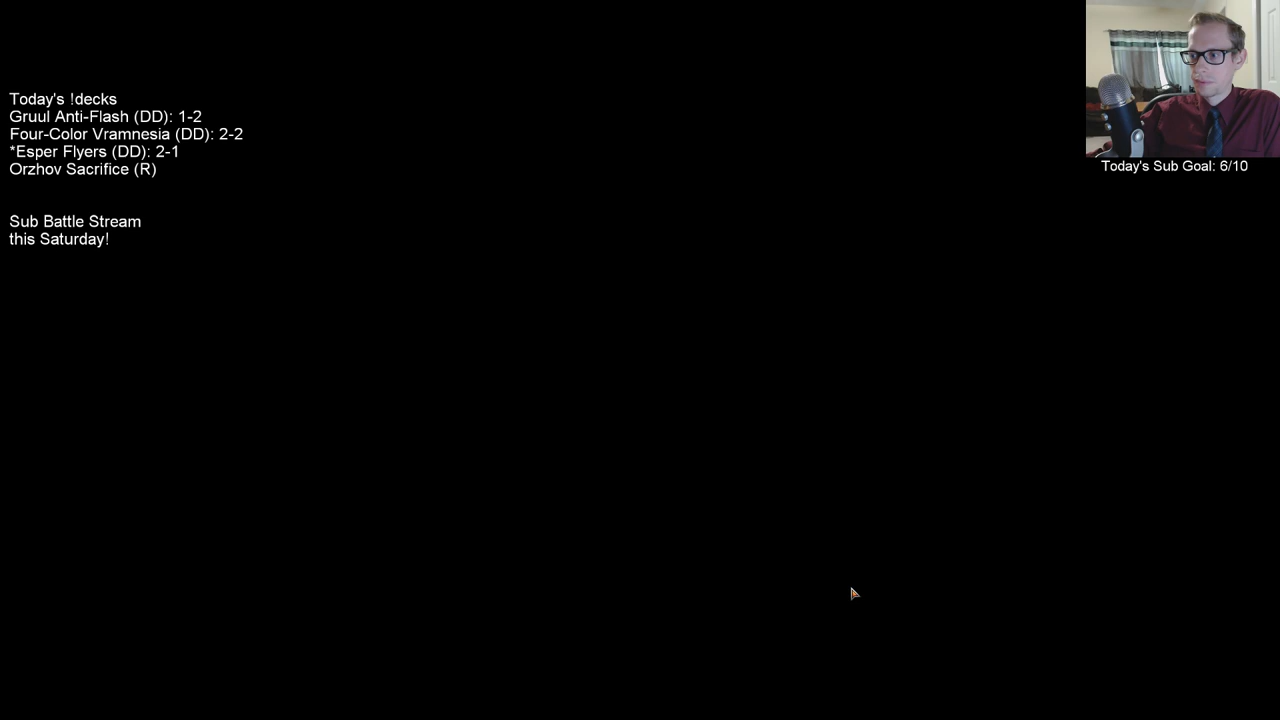 Today's !decks
Gruul Anti-Flash (DD): 1-2
Four-Color Vramnesia (DD): 2-2
*Esper Flyers (DD): 2-1
Orzhov Sacrifice (R)
Sub Battle Stream
this Saturday!
Today's Sub Goal: 6/10